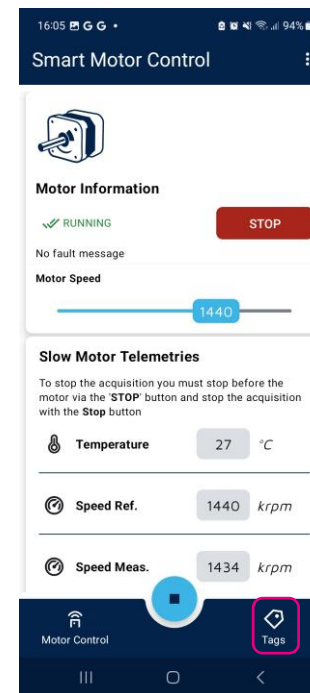 16:05 G G •
94%
Smart Motor Control
Motor Information
RUNNING
STOP
No fault message
Motor Speed
1440
Slow Motor Telemetries
To stop the acquisition you must stop before the
motor via the 'STOP' button and stop the acquisition
with the Stop button
Temperature 27 °C
Speed Ref. 1440 krpm
Speed Meas. 1434 krpm
Motor Control
Tags